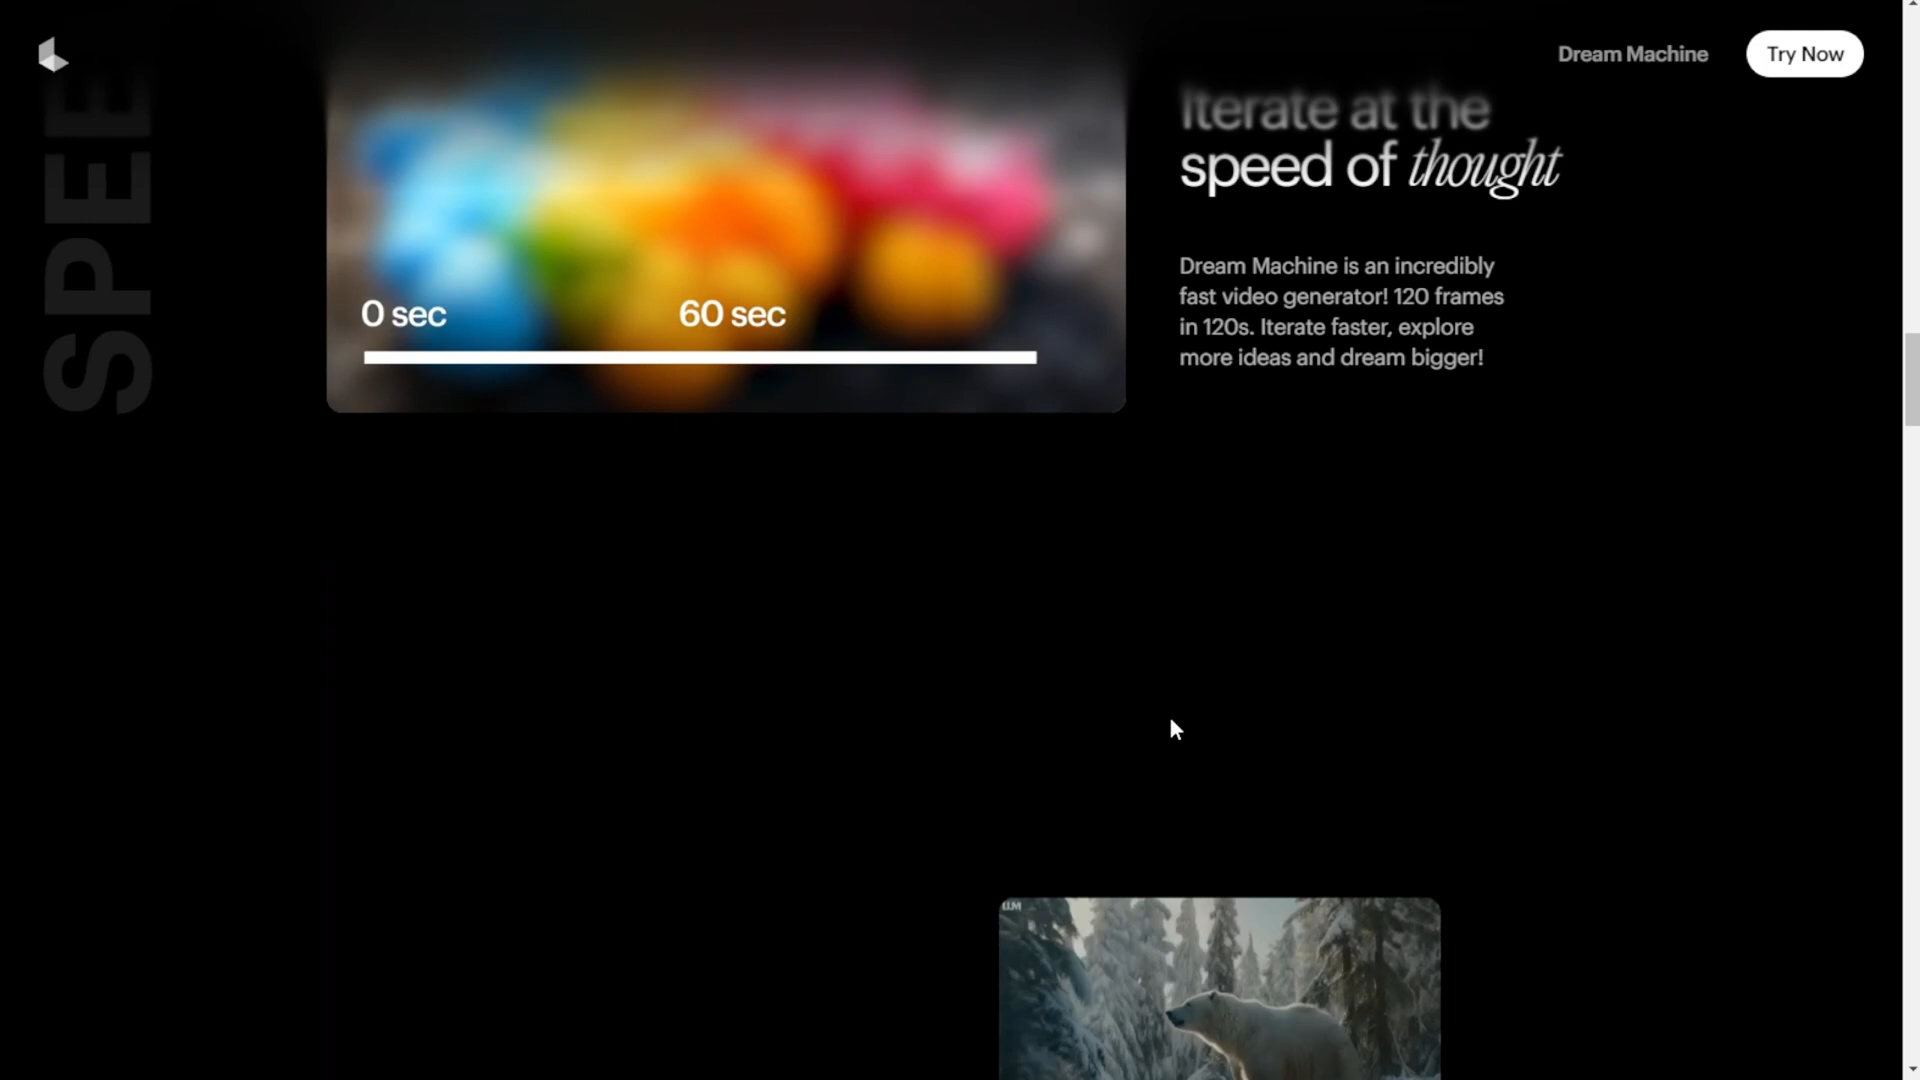 Dream Machine
Try Now
SPEE
Iterate at the
speed of thought
0 sec
60 sec
Dream Machine is an incredibly
fast video generator! 120 frames
in 120s. Iterate faster, explore
more ideas and dream bigger!
LLM